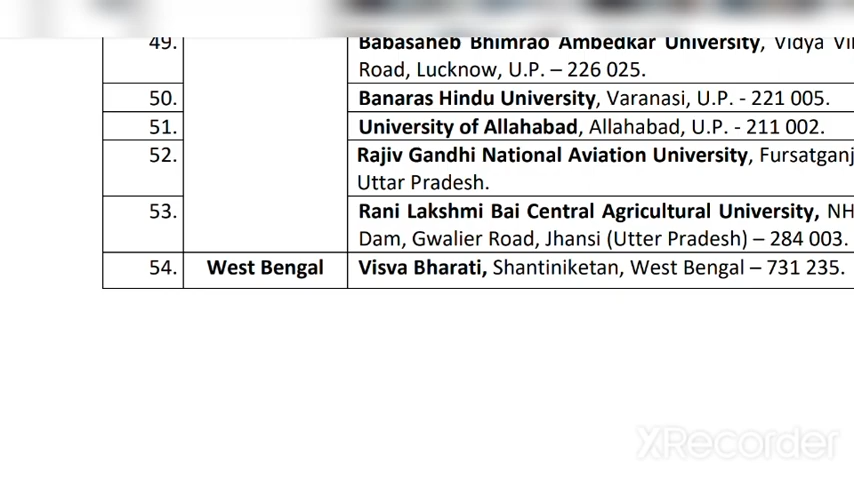 49.
Babasaheb Bhimrao Ambedkar University, Vidya
Road, Lucknow, U.P. – 226 025.
50.
Banaras Hindu University, Varanasi, U.P. - 221 005.
51.
University of Allahabad, Allahabad, U.P. - 211 002.
52.
Rajiv Gandhi National Aviation University, Fursatganj
Uttar Pradesh.
53.
Rani Lakshmi Bai Central Agricultural University, NH
Dam, Gwalier Road, Jhansi (Utter Pradesh) – 284 003.
54.
West Bengal
Visva Bharati, Shantiniketan, West Bengal – 731 235.
XRecorder